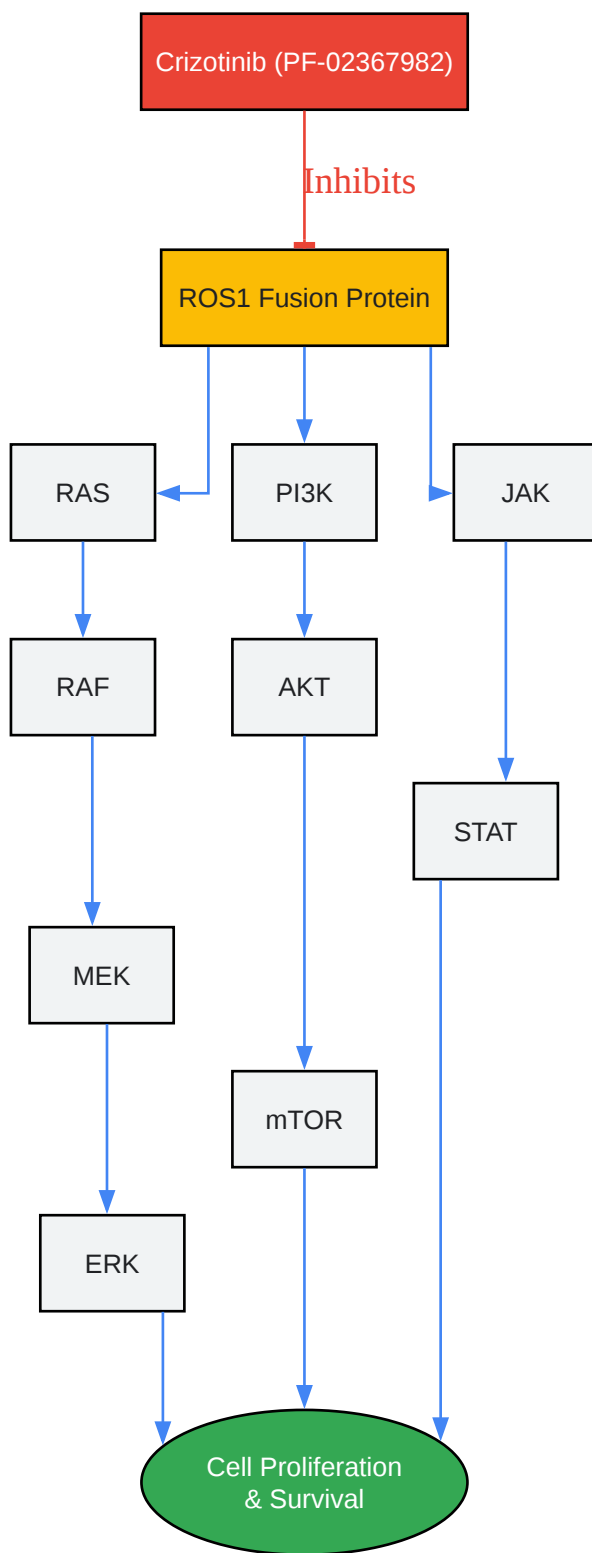 Crizotinib (PF-02367982)
Inhibits
ROS1 Fusion Protein
RAS
PI3K
JAK
RAF
AKT
STAT
MEK
mTOR
ERK
Cell Proliferation
& Survival